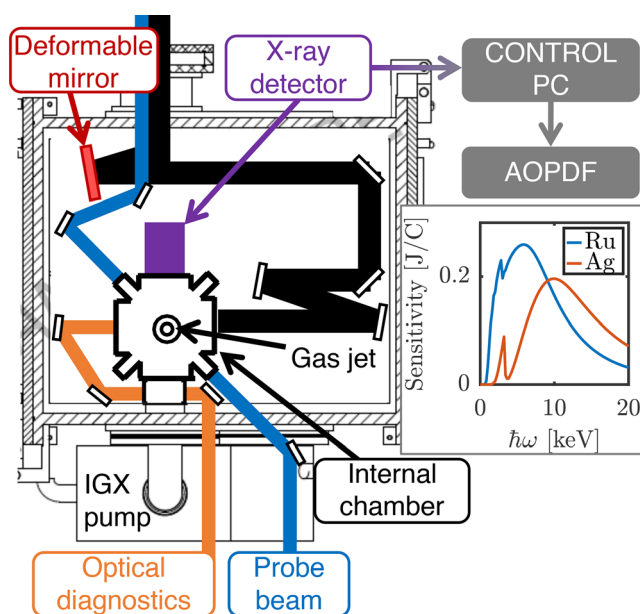 Deformable
mirror
X-ray
detector
CONTROL
PC
AOPDF
Sensitivity [J/C]
Ru
Ag
0.2
0
0
10
20
ħω [keV]
Gas jet
Internal
chamber
IGX
pump
Optical
diagnostics
Probe
beam